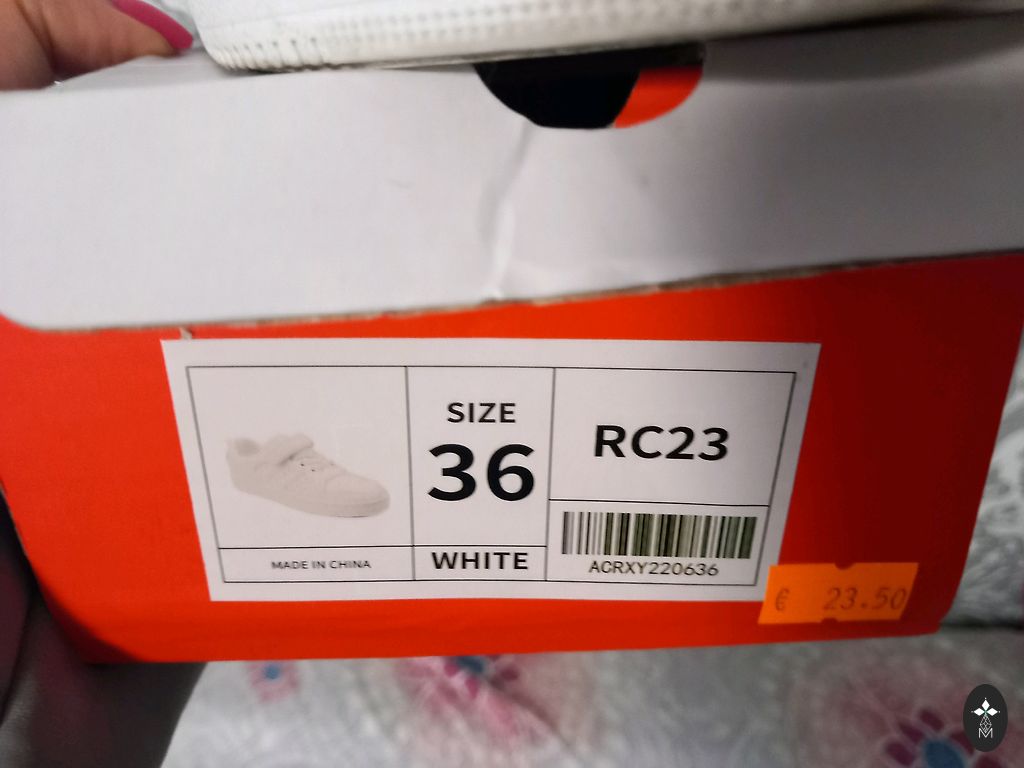 SIZE
36
RC23
MADE IN CHINA
WHITE
ACRXY220636
€ 23.50
M